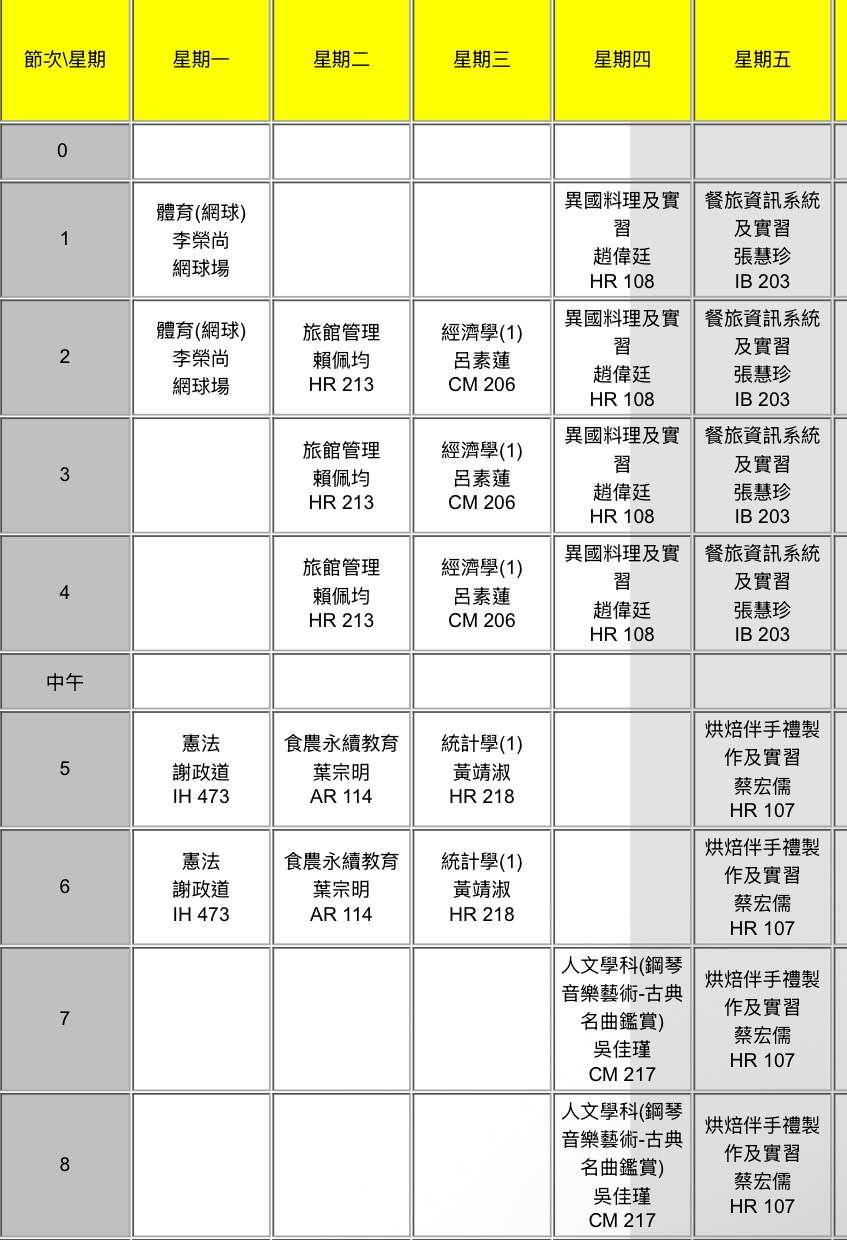 節次\星期 星期一 星期二 星期三 星期四 星期五
0
1
體育(網球)
李榮尚
網球場
異國料理及實
習
趙偉廷
HR 108
餐旅資訊系統
及實習
張慧珍
IB 203
2
體育(網球)
李榮尚
網球場
旅館管理
賴佩均
HR 213
經濟學(1)
呂素蓮
CM 206
異國料理及實
習
趙偉廷
HR 108
餐旅資訊系統
及實習
張慧珍
IB 203
3
旅館管理
賴佩均
HR 213
經濟學(1)
呂素蓮
CM 206
異國料理及實
習
趙偉廷
HR 108
餐旅資訊系統
及實習
張慧珍
IB 203
4
旅館管理
賴佩均
HR 213
經濟學(1)
呂素蓮
CM 206
異國料理及實
習
趙偉廷
HR 108
餐旅資訊系統
及實習
張慧珍
IB 203
中午
5
憲法
謝政道
IH 473
食農永續教育
葉宗明
AR 114
統計學(1)
黃靖淑
HR 218
烘焙伴手禮製
作及實習
蔡宏儒
HR 107
6
憲法
謝政道
IH 473
食農永續教育
葉宗明
AR 114
統計學(1)
黃靖淑
HR 218
烘焙伴手禮製
作及實習
蔡宏儒
HR 107
7
人文學科(鋼琴
音樂藝術-古典
名曲鑑賞)
吳佳瑾
CM 217
烘焙伴手禮製
作及實習
蔡宏儒
HR 107
8
人文學科(鋼琴
音樂藝術-古典
名曲鑑賞)
吳佳瑾
CM 217
烘焙伴手禮製
作及實習
蔡宏儒
HR 107